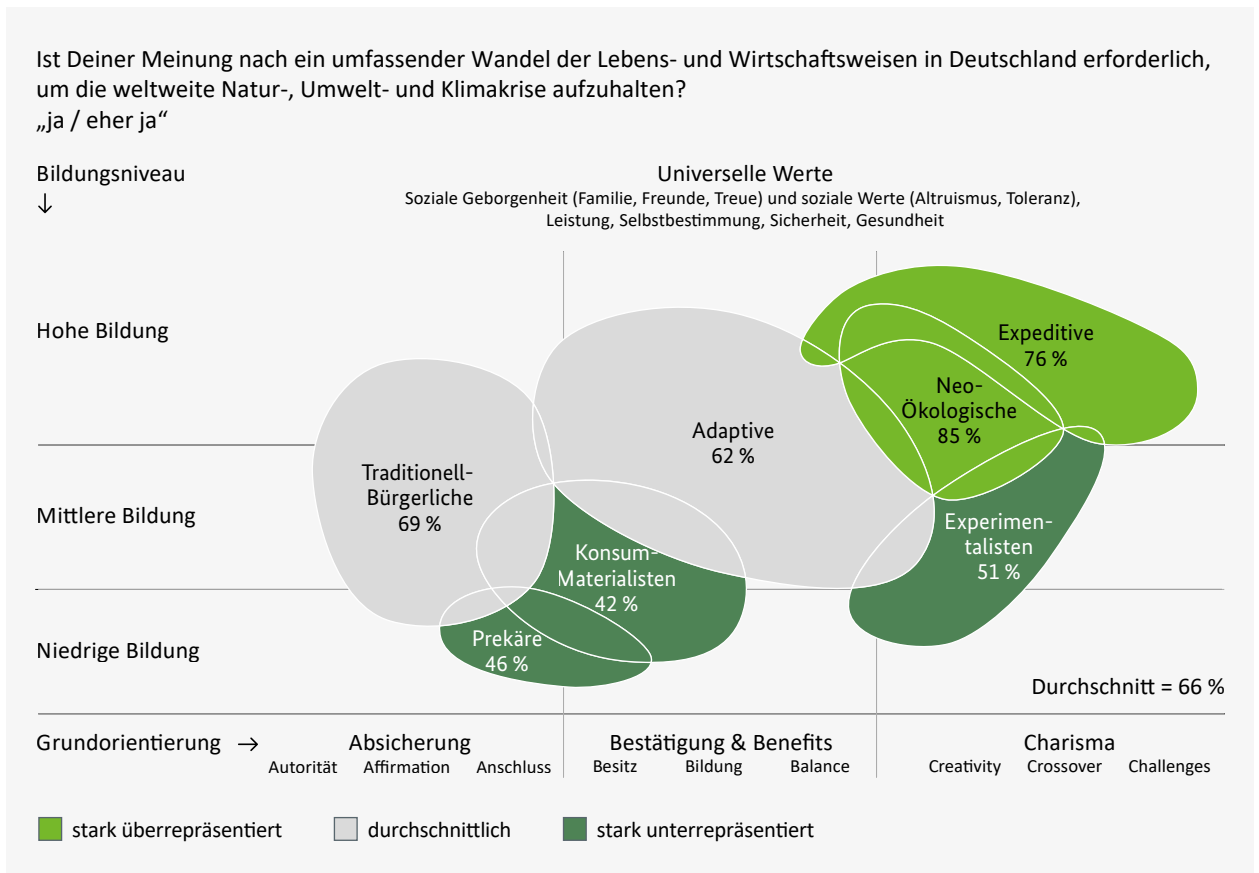 Ist Deiner Meinung nach ein umfassender Wandel der Lebens- und Wirtschaftsweisen in Deutschland erforderlich,
um die weltweite Natur-, Umwelt- und Klimakrise aufzuhalten?
„ja / eher ja“
Bildungsniveau
↓
Universelle Werte
Soziale Geborgenheit (Familie, Freunde, Treue) und soziale Werte (Altruismus, Toleranz),
Leistung, Selbstbestimmung, Sicherheit, Gesundheit
Hohe Bildung
Expeditive
76 %
Neo-
Ökologische
85 %
Adaptive
62 %
Traditionell-
Bürgerliche
69 %
Mittlere Bildung
Experimen-
talisten
51 %
Konsum-
Materialisten
42 %
Niedrige Bildung
Prekäre
46 %
Durchschnitt = 66 %
Grundorientierung →
Absicherung
Bestätigung & Benefits
Charisma
Autorität Affirmation Anschluss
Besitz Bildung Balance
Creativity Crossover Challenges
stark überrepräsentiert
durchschnittlich
stark unterrepräsentiert